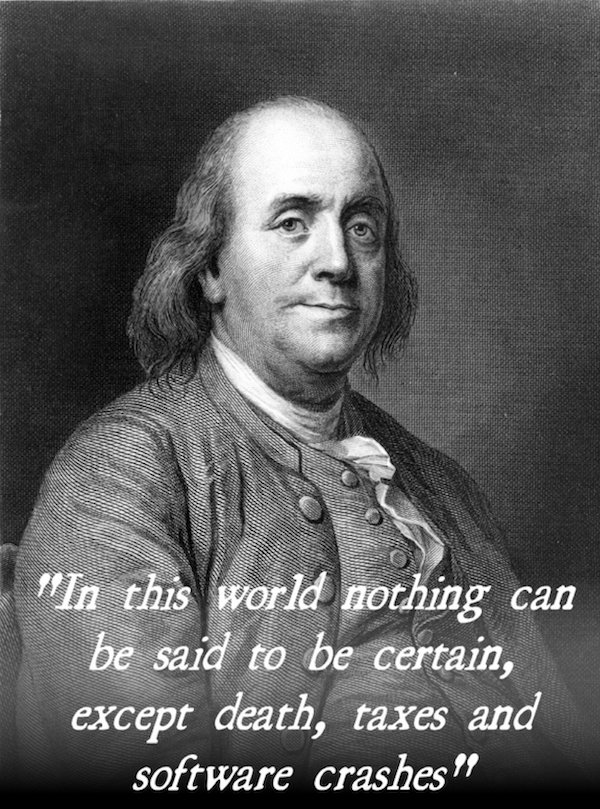 "In this world nothing can
be said to be certain,
except death, taxes and
software crashes"